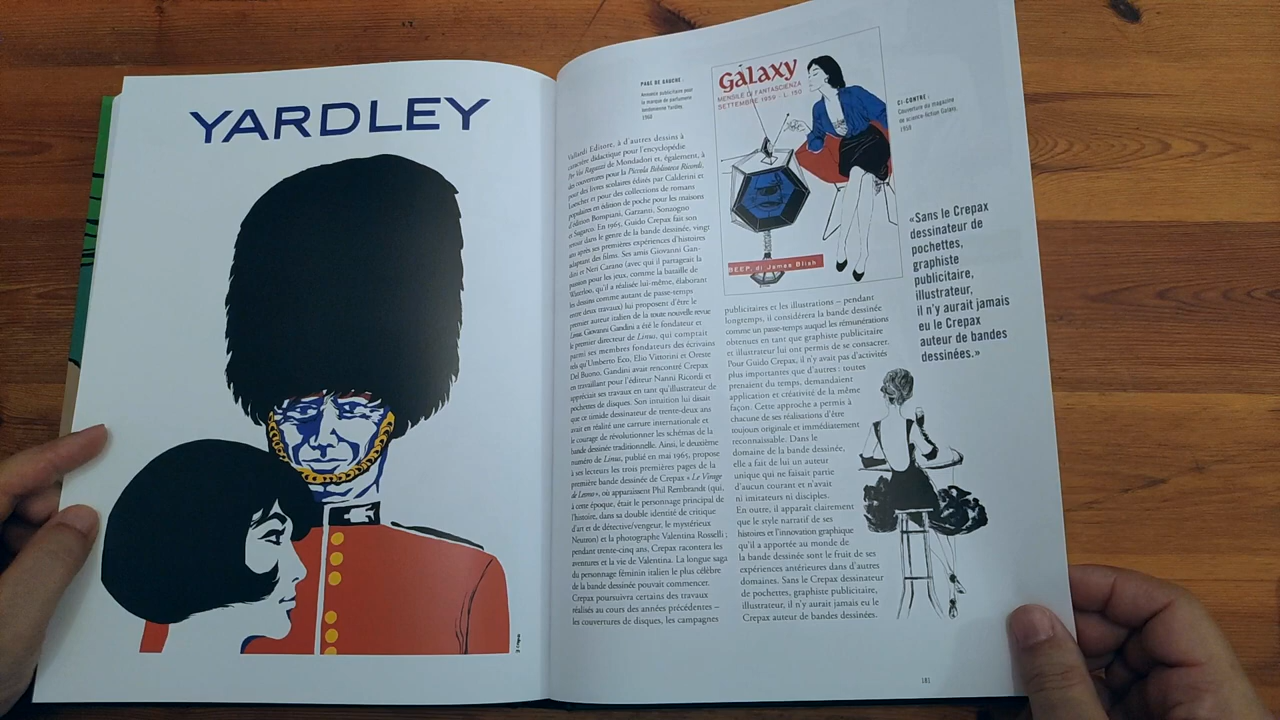 YARDLEY
PAGE DE GAUCHE :
Annonce publicitaire pour
la marque de parfumerie
londonienne Yardley,
1968
Vallardi Editore, à d'autres dessins à
caractère didactique pour l'encyclopédie
Per Voi Ragazzi de Mondadori et, également, à
des couvertures pour la Piccola Biblioteca Ricordi,
pour des livres scolaires édités par Calderini et
Loescher et pour des collections de romans
populaires en édition de poche pour les maisons
d'édition Bompiani, Garzanti, Sonzogno
et Sugarco. En 1965, Guido Crepax fait son
retour dans le genre de la bande dessinée, vingt
ans après ses premières expériences d'histoires
adaptant des films. Ses amis Giovanni Gan-
dini et Neri Carano (avec qui il partageait la
passion pour les jeux, comme la bataille de
Waterloo, qu'il a réalisée lui-même, élaborant
les dessins comme autant de passe-temps
entre deux travaux) lui proposent d'être le
premier auteur italien de la toute nouvelle revue
Linus. Giovanni Gandini a été le fondateur et
le premier directeur de Linus, qui comptait
parmi ses membres fondateurs des écrivains
tels qu'Umberto Eco, Elio Vittorini et Oreste
Del Buono. Gandini avait rencontré Crepax
en travaillant pour l'éditeur Nanni Ricordi et
appréciait ses travaux en tant qu'illustrateur de
pochettes de disques. Son intuition lui disait
que ce timide dessinateur de trente-deux ans
avait en réalité une carrure internationale et
le courage de révolutionner les schémas de la
bande dessinée traditionnelle. Ainsi, le deuxième
numéro de Linus, publié en mai 1965, propose
à ses lecteurs les trois premières pages de la
première bande dessinée de Crepax « Le Virage
de Lesmo », où apparaissent Phil Rembrandt (qui,
à cette époque, était le personnage principal de
l'histoire, dans sa double identité de critique
d'art et de détective/vengeur, le mystérieux
Neutron) et la photographe Valentina Rosselli ;
pendant trente-cinq ans, Crepax racontera les
aventures et la vie de Valentina. La longue saga
du personnage féminin italien le plus célèbre
de la bande dessinée pouvait commencer.
Crepax poursuivra certains des travaux
réalisés au cours des années précédentes –
les couvertures de disques, les campagnes
Galaxy
MENSILE DI FANTASCIENZA
SETTEMBRE 1959 - L. 150
BEEP, di James Blish
CI-CONTRE :
Couverture du magazine
de science-fiction Galaxy,
1959
publicitaires et les illustrations – pendant
longtemps, il considérera la bande dessinée
comme un passe-temps auquel les rémunérations
obtenues en tant que graphiste publicitaire
et illustrateur lui ont permis de se consacrer.
Pour Guido Crepax, il n'y avait pas d'activités
plus importantes que d'autres : toutes
prenaient du temps, demandaient
application et créativité de la même
façon. Cette approche a permis à
chacune de ses réalisations d'être
toujours originale et immédiatement
reconnaissable. Dans le
domaine de la bande dessinée,
elle a fait de lui un auteur
unique qui ne faisait partie
d'aucun courant et n'avait
ni imitateurs ni disciples.
En outre, il apparaît clairement
que le style narratif de ses
histoires et l'innovation graphique
qu'il a apportée au monde de
la bande dessinée sont le fruit de ses
expériences antérieures dans d'autres
domaines. Sans le Crepax dessinateur
de pochettes, graphiste publicitaire,
illustrateur, il n'y aurait jamais eu le
Crepax auteur de bandes dessinées.
«Sans le Crepax
dessinateur de
pochettes,
graphiste
publicitaire,
illustrateur,
il n'y aurait jamais
eu le Crepax
auteur de bandes
dessinées.»
181